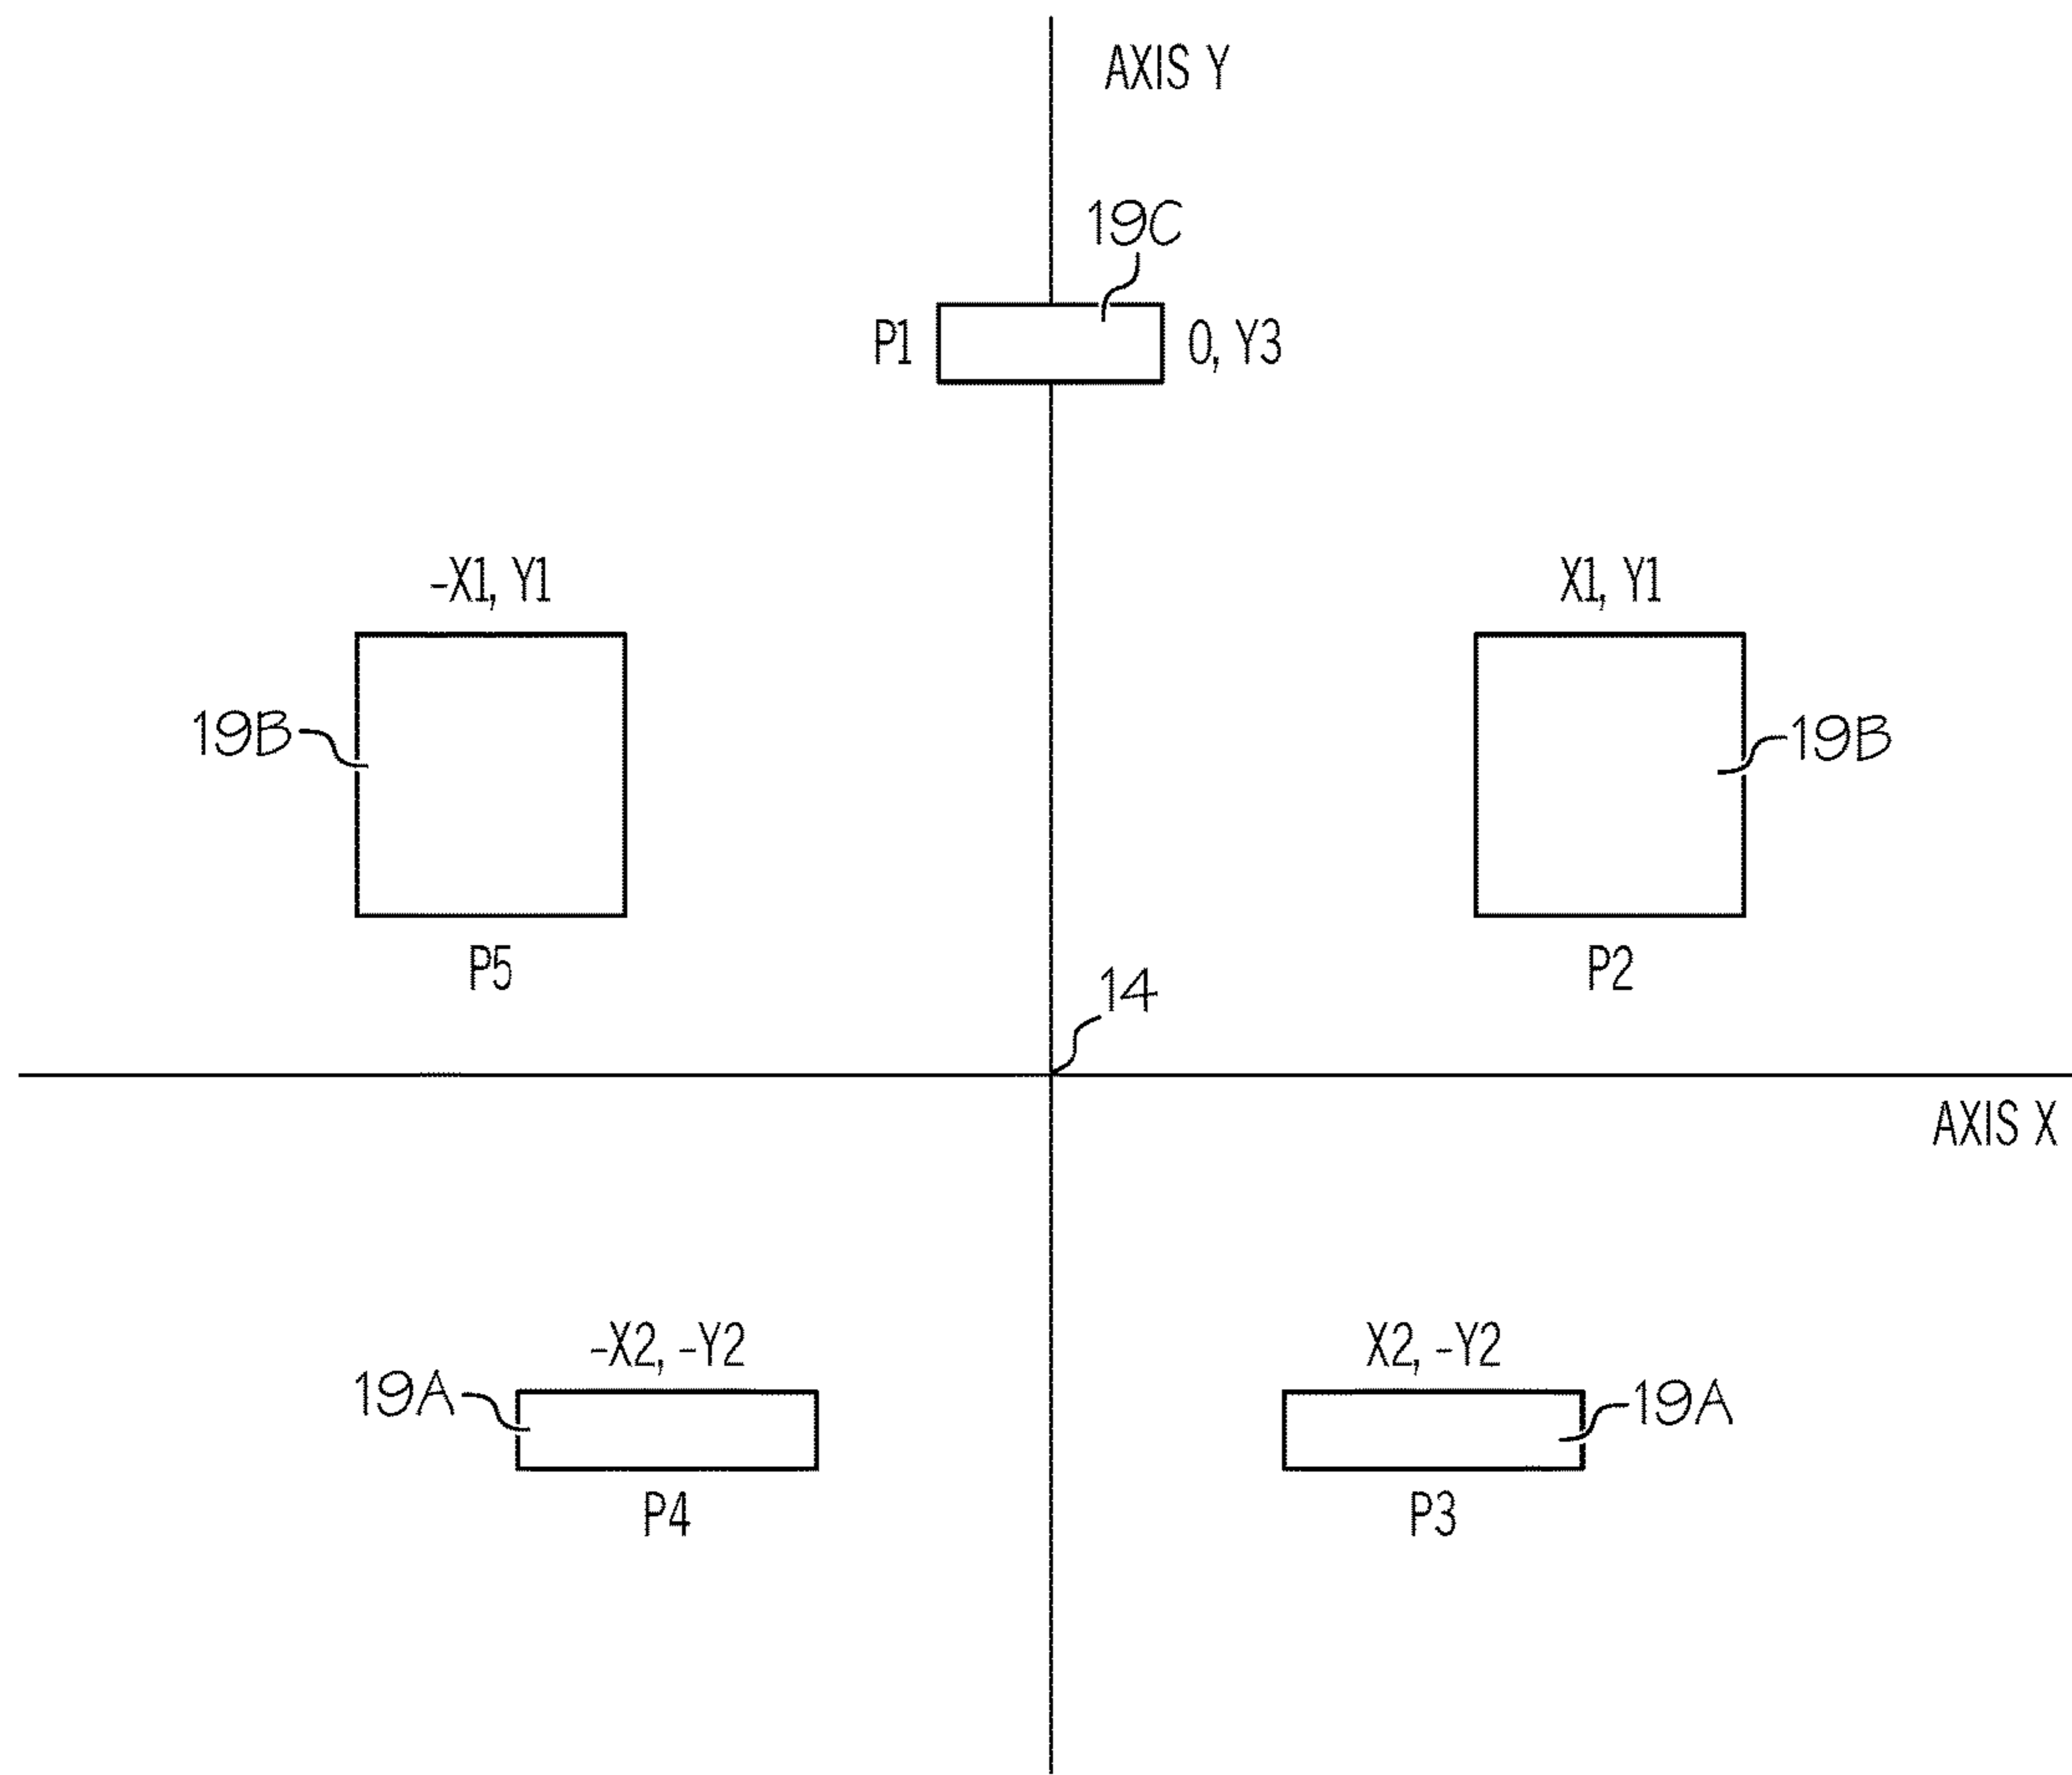 AXIS Y
19C
P1
0, Y3
-X1, Y1
X1, Y1
19B
19B
P5
P2
14
AXIS X
-X2, -Y2
X2, -Y2
19A
19A
P4
P3